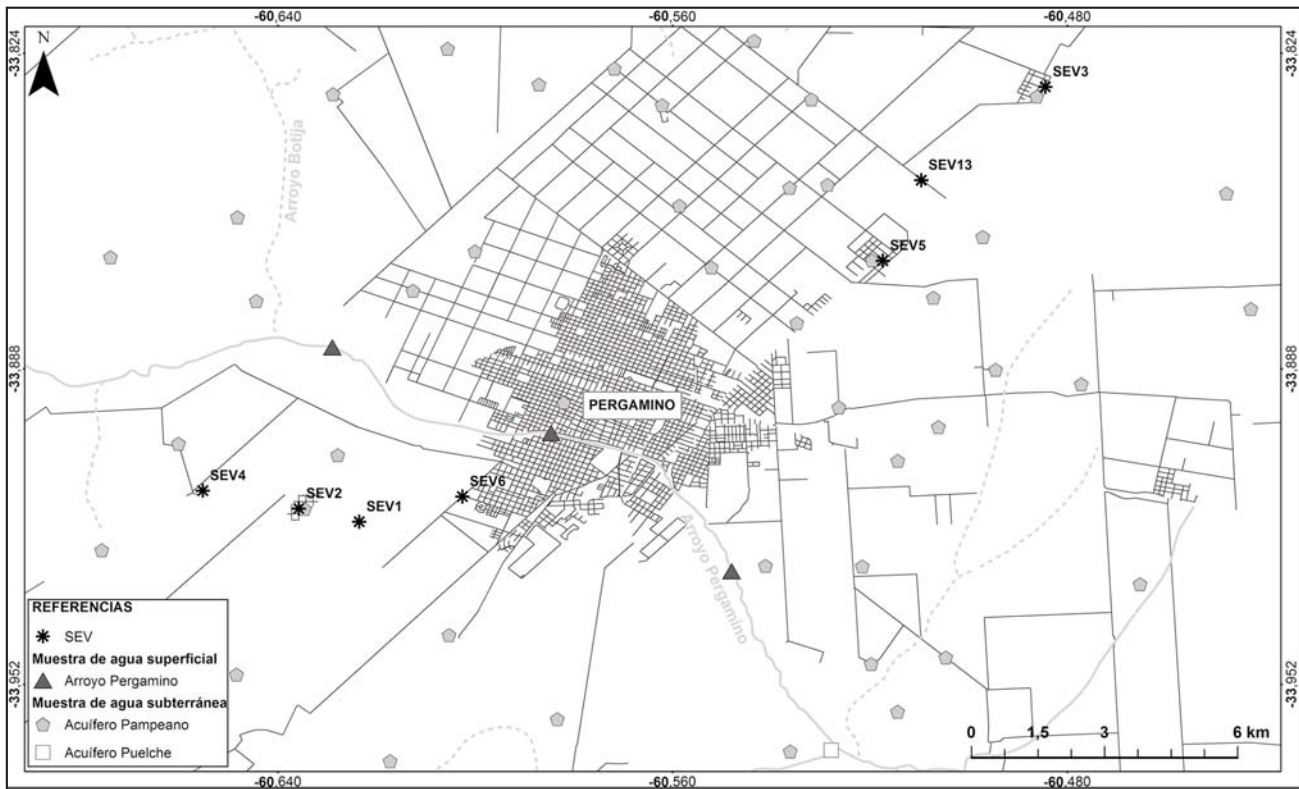 -60,640
-60,560
-60,480
-33,824
-33,824
N
SEV3
Arroyo Botija
SEV13
SEV5
-33,888
-33,888
PERGAMINO
SEV4
SEV2
SEV1
SEV6
Arroyo Pergamino
REFERENCIAS
SEV
Muestra de agua superficial
Arroyo Pergamino
Muestra de agua subterránea
Acuífero Pampeano
Acuífero Puelche
-33,952
-33,952
0 1,5 3 6 km
-60,640
-60,560
-60,480